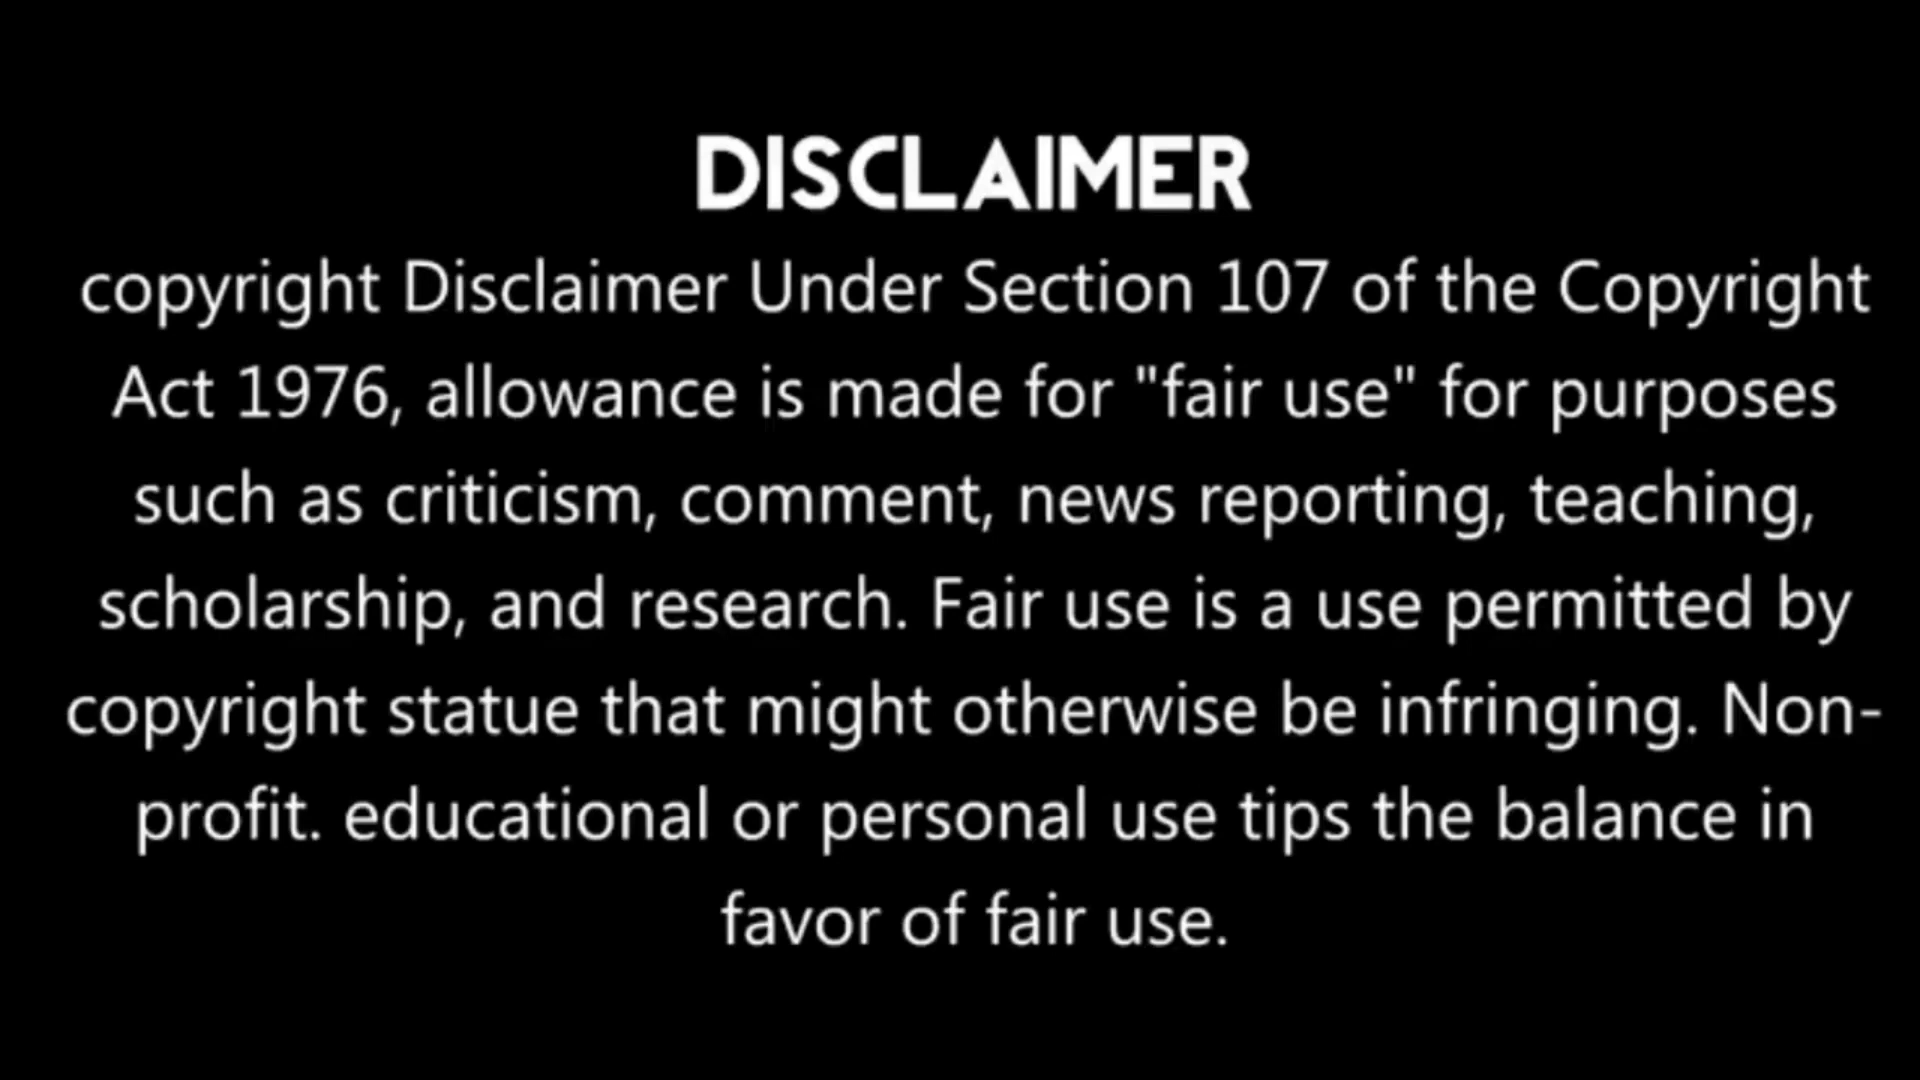 DISCLAIMER
copyright Disclaimer Under Section 107 of the Copyright
Act 1976, allowance is made for "fair use" for purposes
such as criticism, comment, news reporting, teaching,
scholarship, and research. Fair use is a use permitted by
copyright statue that might otherwise be infringing. Non-
profit. educational or personal use tips the balance in
favor of fair use.